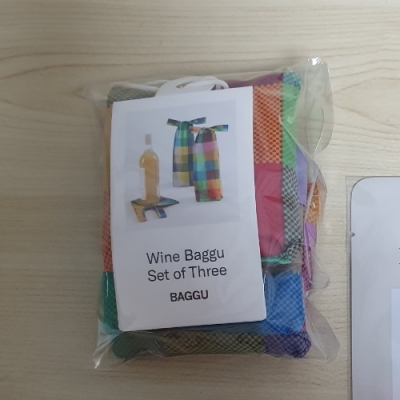 Wine Baggu
Set of Three
BAGGU